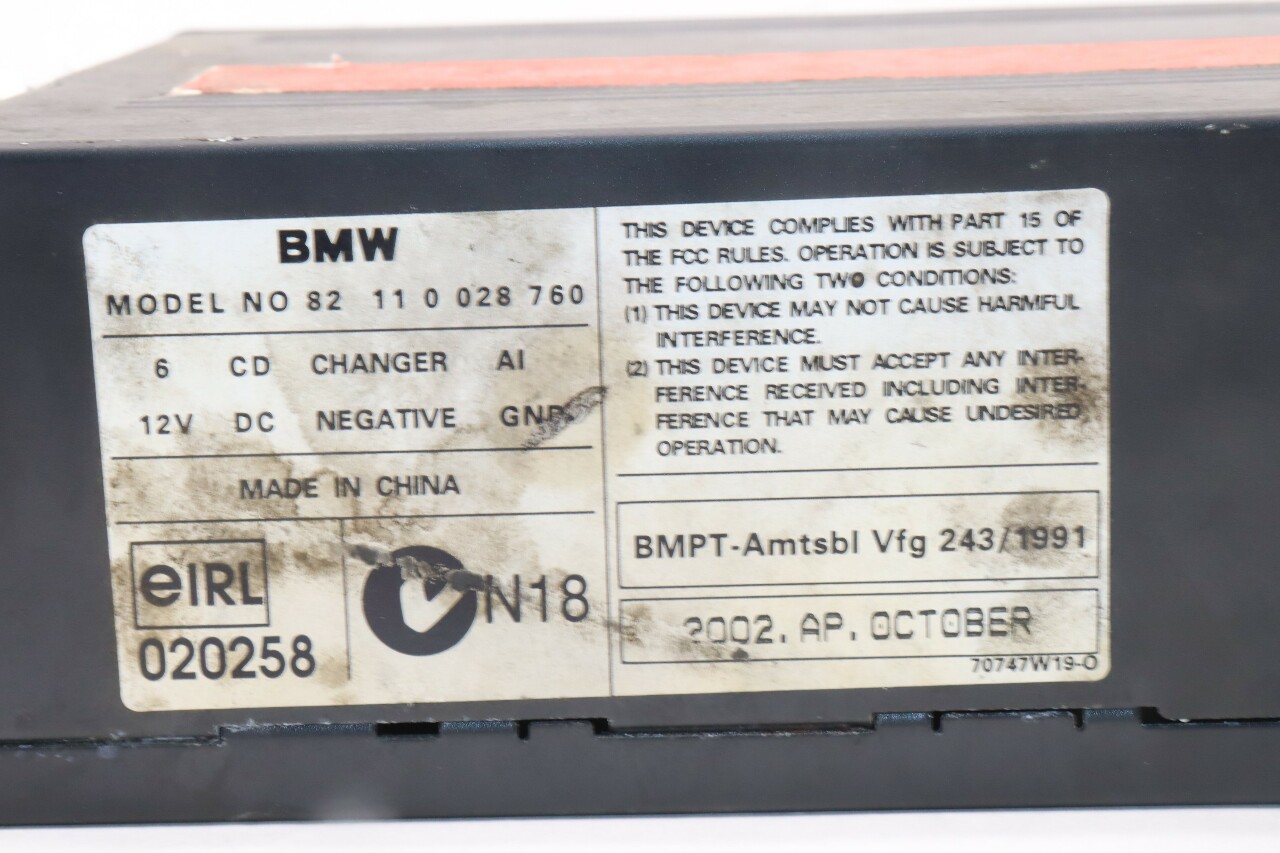 BMW
MODEL NO 82 11 0 028 760
6 CD CHANGER AI
12V DC NEGATIVE GND
MADE IN CHINA
eIRL
020258
N18
THIS DEVICE COMPLIES WITH PART 15 OF
THE FCC RULES. OPERATION IS SUBJECT TO
THE FOLLOWING TWO CONDITIONS:
(1) THIS DEVICE MAY NOT CAUSE HARMFUL
INTERFERENCE.
(2) THIS DEVICE MUST ACCEPT ANY INTER-
FERENCE RECEIVED INCLUDING INTER-
FERENCE THAT MAY CAUSE UNDESIRED
OPERATION.
BMPT-Amtsbl Vfg 243/1991
2002. AP. OCTOBER
70747W19-O